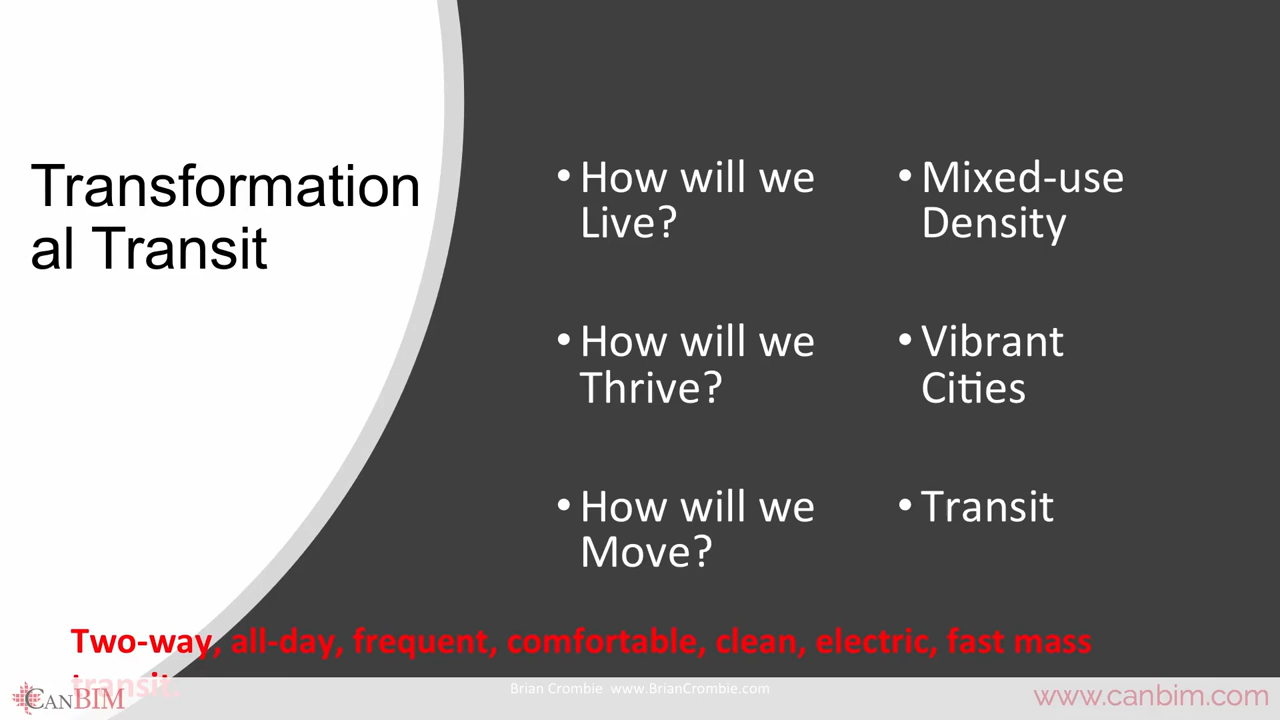 Transformation
al Transit
• How will we
Live?
• Mixed-use
Density
• How will we
Thrive?
• Vibrant
Cities
• How will we
Move?
• Transit
Two-way, all-day, frequent, comfortable, clean, electric, fast mass
transit.
CANBIM
Brian Crombie www.BrianCrombie.com
www.canbim.com